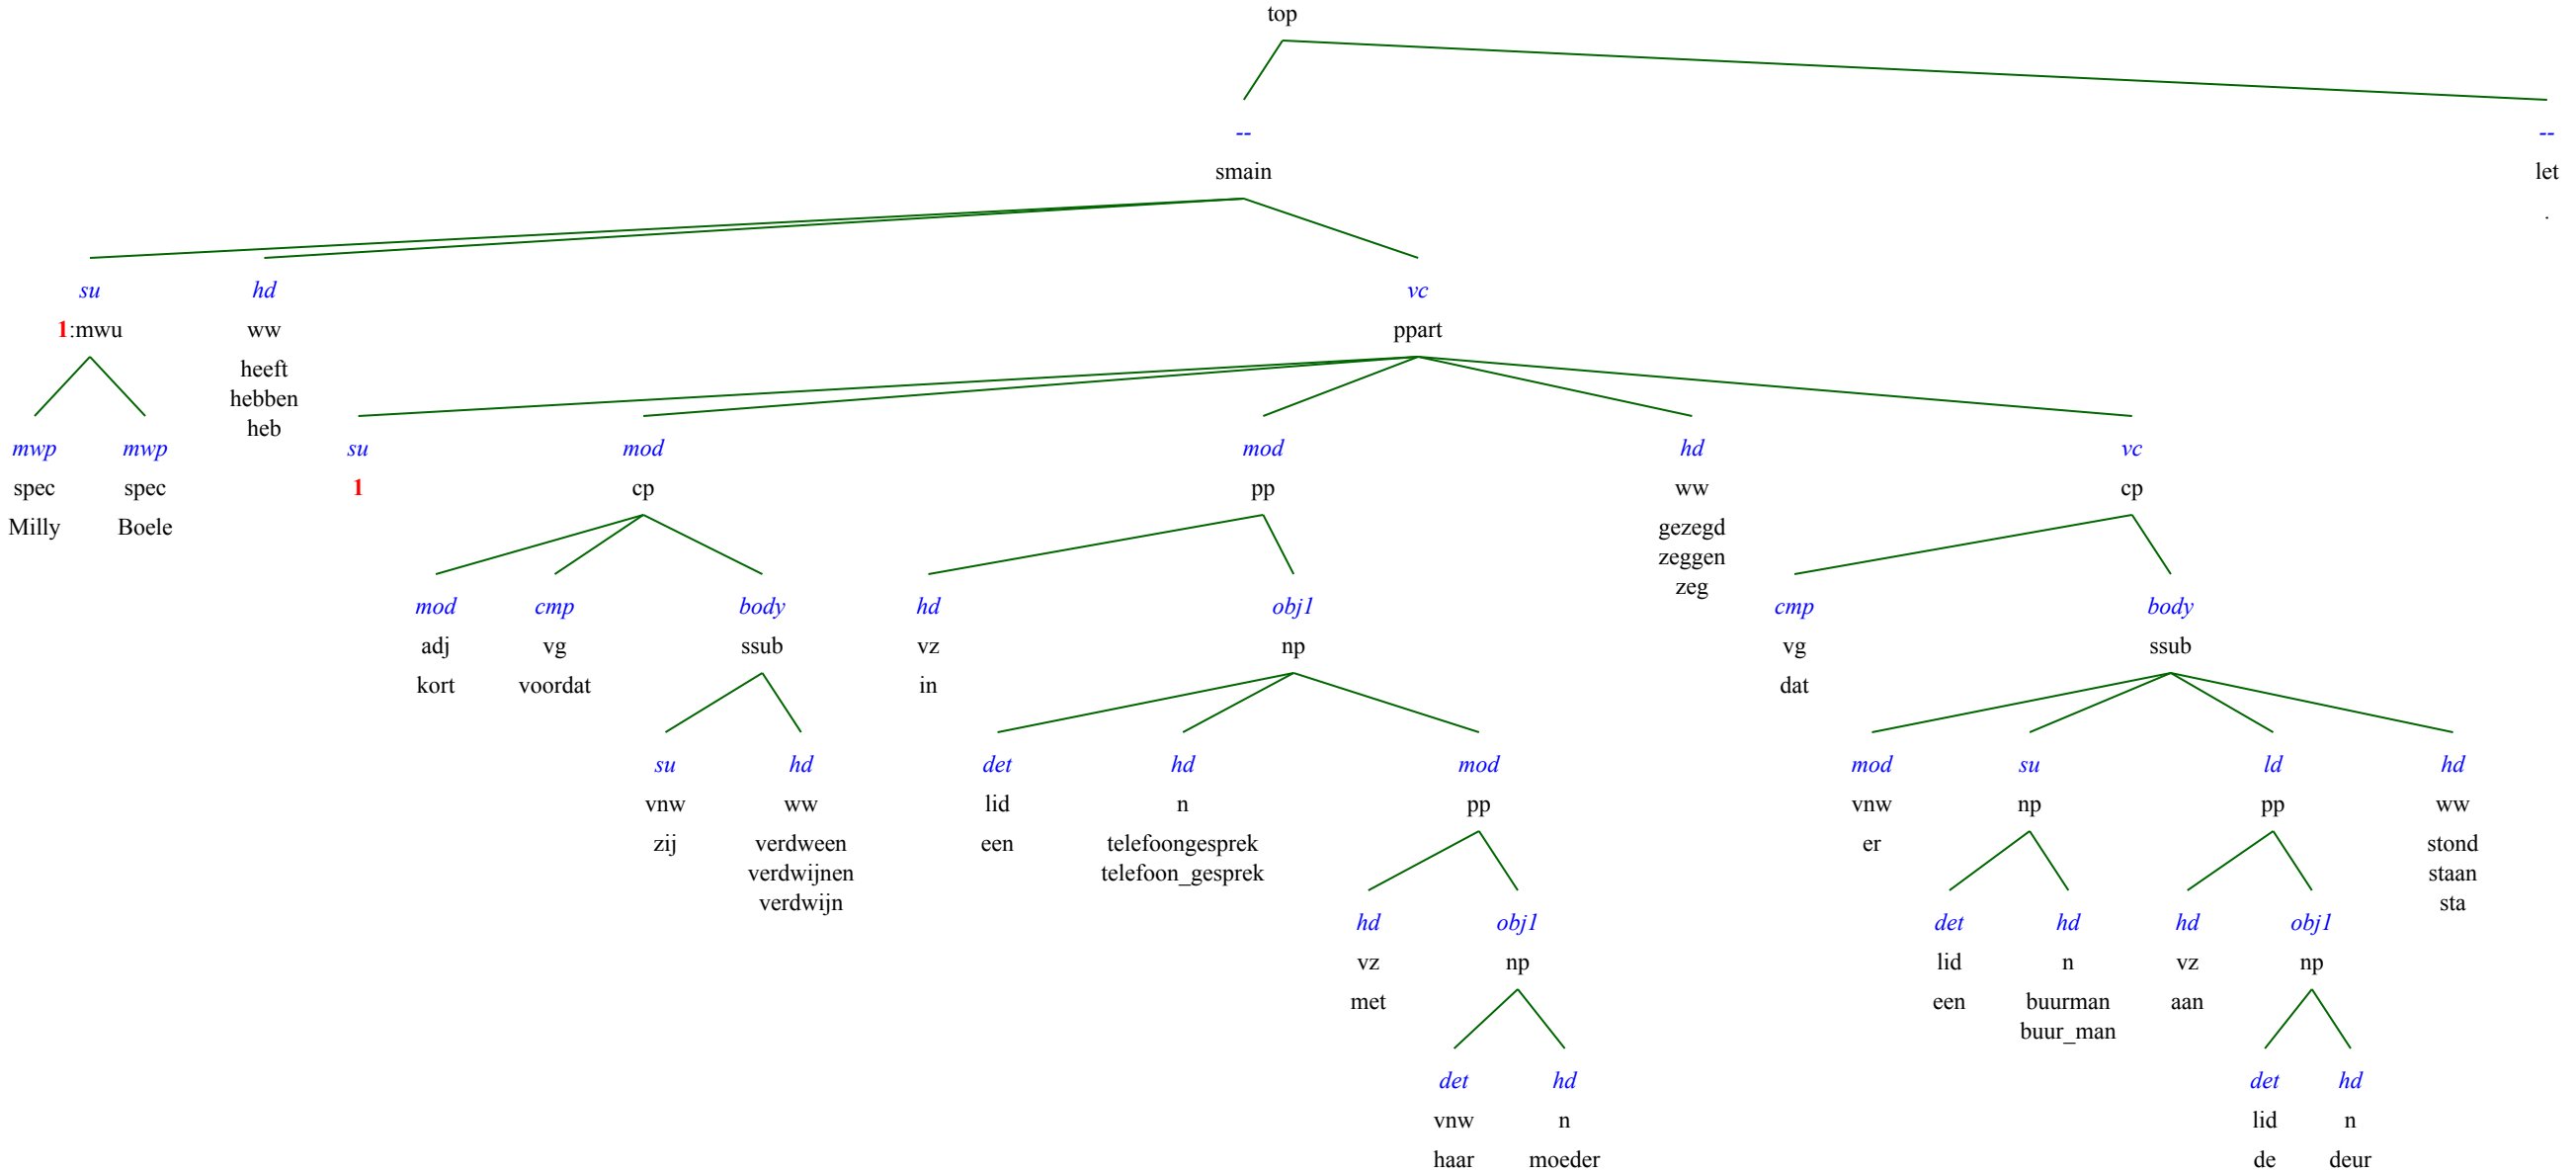 top
-- --
smain let
.
su hd vc
1:mwu ww ppart
heeft
hebben
heb
mwp mwp su mod mod hd vc
spec spec 1 cp pp ww cp
Milly Boele gezegd
zeggen
zeg
mod cmp body hd obj1 cmp body
adj vg ssub vz np vg ssub
kort voordat in dat
su hd det hd mod mod su ld hd
vnw ww lid n pp vnw np pp ww
zij verdween een telefoongesprek er stond
verdwijnen telefoon_gesprek staan
verdwijn sta
hd obj1 det hd hd obj1
vz np lid n vz np
met een buurman aan
buur_man
det hd det hd
vnw n lid n
haar moeder de deur